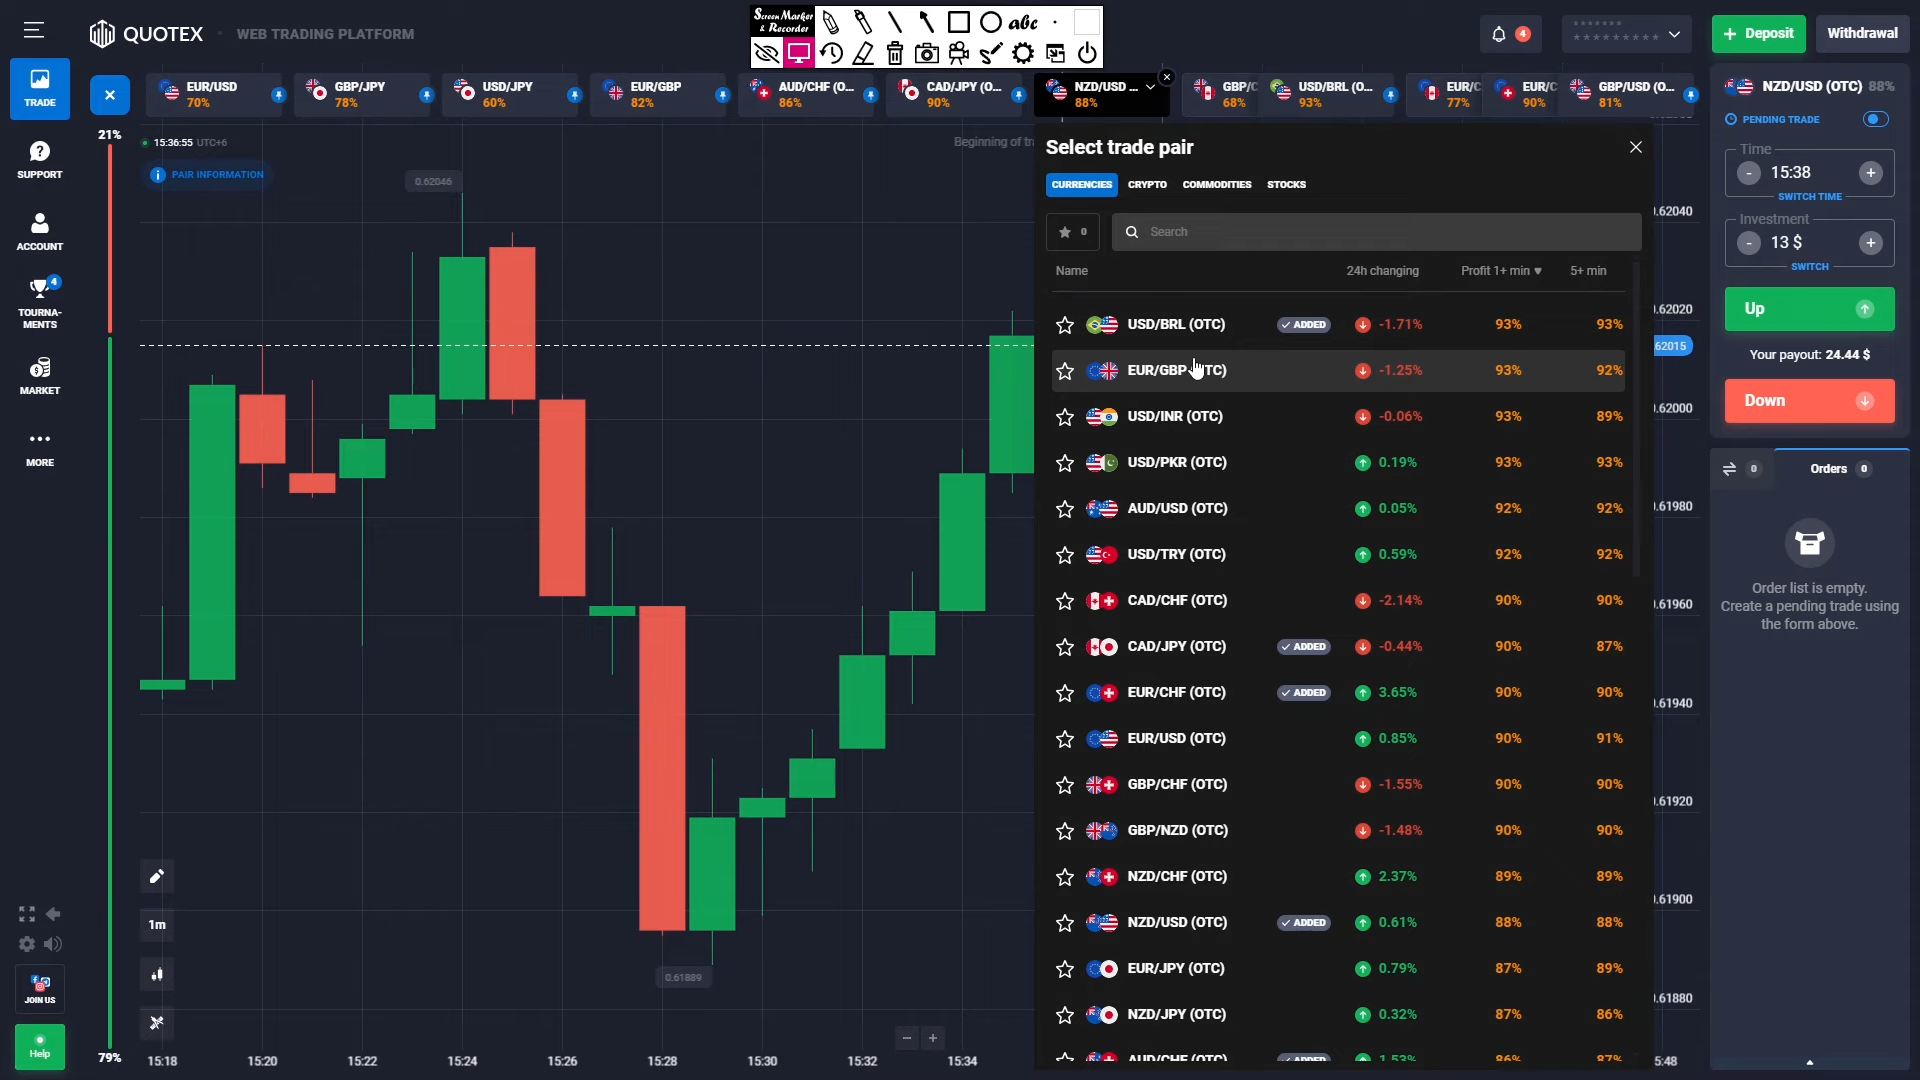 QUOTEX
WEB TRADING PLATFORM
Screen Marker
& Recorder
abc
4
Deposit
Withdrawal
TRADE
SUPPORT
ACCOUNT
4
TOURNA-
MENTS
MARKET
MORE
JOIN US
Help
EUR/USD
70%
GBP/JPY
78%
USD/JPY
60%
EUR/GBP
82%
AUD/CHF (O...
86%
CAD/JPY (O...
90%
NZD/USD ...
88%
GBP/C
68%
USD/BRL (O...
93%
EUR/C
77%
EUR/C
90%
GBP/USD (O...
81%
21%
79%
15:36:55 UTC+6
PAIR INFORMATION
Beginning of tr
0.62046
0.61889
1m
15:18
15:20
15:22
15:24
15:26
15:28
15:30
15:32
15:34
5:48
Select trade pair
CURRENCIES CRYPTO COMMODITIES STOCKS
0 Search
Name 24h changing Profit 1+ min 5+ min
USD/BRL (OTC) ADDED -1.71% 93% 93%
EUR/GBP TC) -1.25% 93% 92%
USD/INR (OTC) -0.06% 93% 89%
USD/PKR (OTC) 0.19% 93% 93%
AUD/USD (OTC) 0.05% 92% 92%
USD/TRY (OTC) 0.59% 92% 92%
CAD/CHF (OTC) -2.14% 90% 90%
CAD/JPY (OTC) ADDED -0.44% 90% 87%
EUR/CHF (OTC) ADDED 3.65% 90% 90%
EUR/USD (OTC) 0.85% 90% 91%
GBP/CHF (OTC) -1.55% 90% 90%
GBP/NZD (OTC) -1.48% 90% 90%
NZD/CHF (OTC) 2.37% 89% 89%
NZD/USD (OTC) ADDED 0.61% 88% 88%
EUR/JPY (OTC) 0.79% 87% 89%
NZD/JPY (OTC) 0.32% 87% 86%
AUD/CHF (OTC) ADDED 1.53% 86% 87%
.62040
.62020
62015
.62000
.61980
.61960
.61940
.61920
.61900
.61880
NZD/USD (OTC) 88%
PENDING TRADE
Time
- 15:38 +
SWITCH TIME
Investment
- 13 $ +
SWITCH
Up
Your payout: 24.44 $
Down
0 Orders 0
Order list is empty.
Create a pending trade using
the form above.